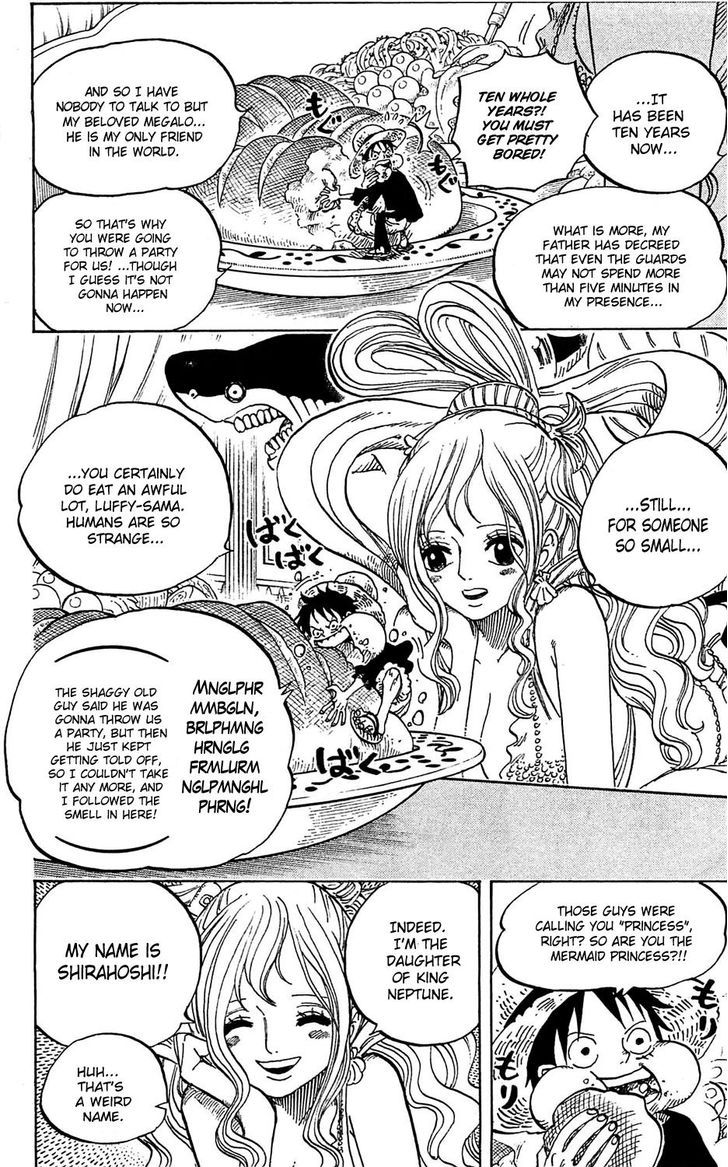 ...IT
HAS BEEN
TEN YEARS
NOW...
TEN WHOLE
YEARS?!
YOU MUST
GET PRETTY
BORED!
WHAT IS MORE, MY
FATHER HAS DECREED
THAT EVEN THE GUARDS
MAY NOT SPEND MORE
THAN FIVE MINUTES IN
MY PRESENCE...
もぐ
もぐ
AND SO I HAVE
NOBODY TO TALK TO BUT
MY BELOVED MEGALO...
HE IS MY ONLY FRIEND
IN THE WORLD.
SO THAT'S WHY
YOU WERE GOING
TO THROW A PARTY
FOR US! ...THOUGH
I GUESS IT'S NOT
GONNA HAPPEN
NOW...
...STILL...
FOR SOMEONE
SO SMALL...
...YOU CERTAINLY
DO EAT AN AWFUL
LOT, LUFFY-SAMA.
HUMANS ARE SO
STRANGE...
ばく
ばく
ばく
MNGLPHR
MMBGLN,
BRLPHMNG
HRNGLG
FRMLURM
NGLPMNGHL
PHRNG!
THE SHAGGY OLD
GUY SAID HE WAS
GONNA THROW US
A PARTY, BUT THEN
HE JUST KEPT
GETTING TOLD OFF,
SO I COULDN'T TAKE
IT ANY MORE, AND
I FOLLOWED THE
SMELL IN HERE!
THOSE GUYS WERE
CALLING YOU "PRINCESS",
RIGHT? SO ARE YOU THE
MERMAID PRINCESS?!!
もり
もり
INDEED.
I'M THE
DAUGHTER
OF KING
NEPTUNE.
MY NAME IS
SHIRAHOSHI!!
HUH...
THAT'S
A WEIRD
NAME.